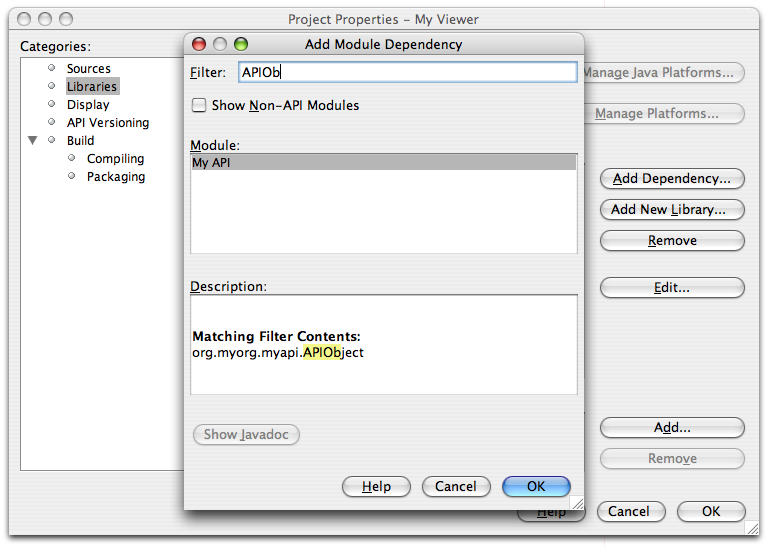 Project Properties – My Viewer
Categories:
Sources
Libraries
Display
API Versioning
Build
Compiling
Packaging
Add Module Dependency
Filter: APIOb
Show Non-API Modules
Module:
My API
Description:
Matching Filter Contents:
org.myorg.myapi.APIObject
Show Javadoc
Help Cancel OK
Manage Java Platforms...
Manage Platforms...
Add Dependency...
Add New Library...
Remove
Edit...
Add...
Remove
Help Cancel OK